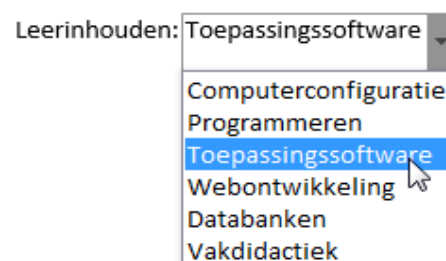 Leerinhouden: Toepassingssoftware
Computerconfiguratie
Programmeren
Toepassingssoftware
Webontwikkeling
Databanken
Vakdidactiek